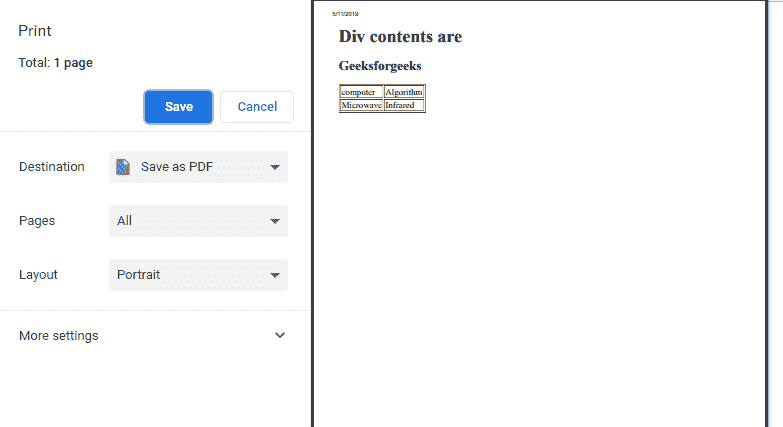 Print
Total: 1 page
Save Cancel
Destination Save as PDF
Pages All
Layout Portrait
More settings
5/11/2019
Div contents are
Geeksforgeeks
computer Algorithm
Microwave Infrared